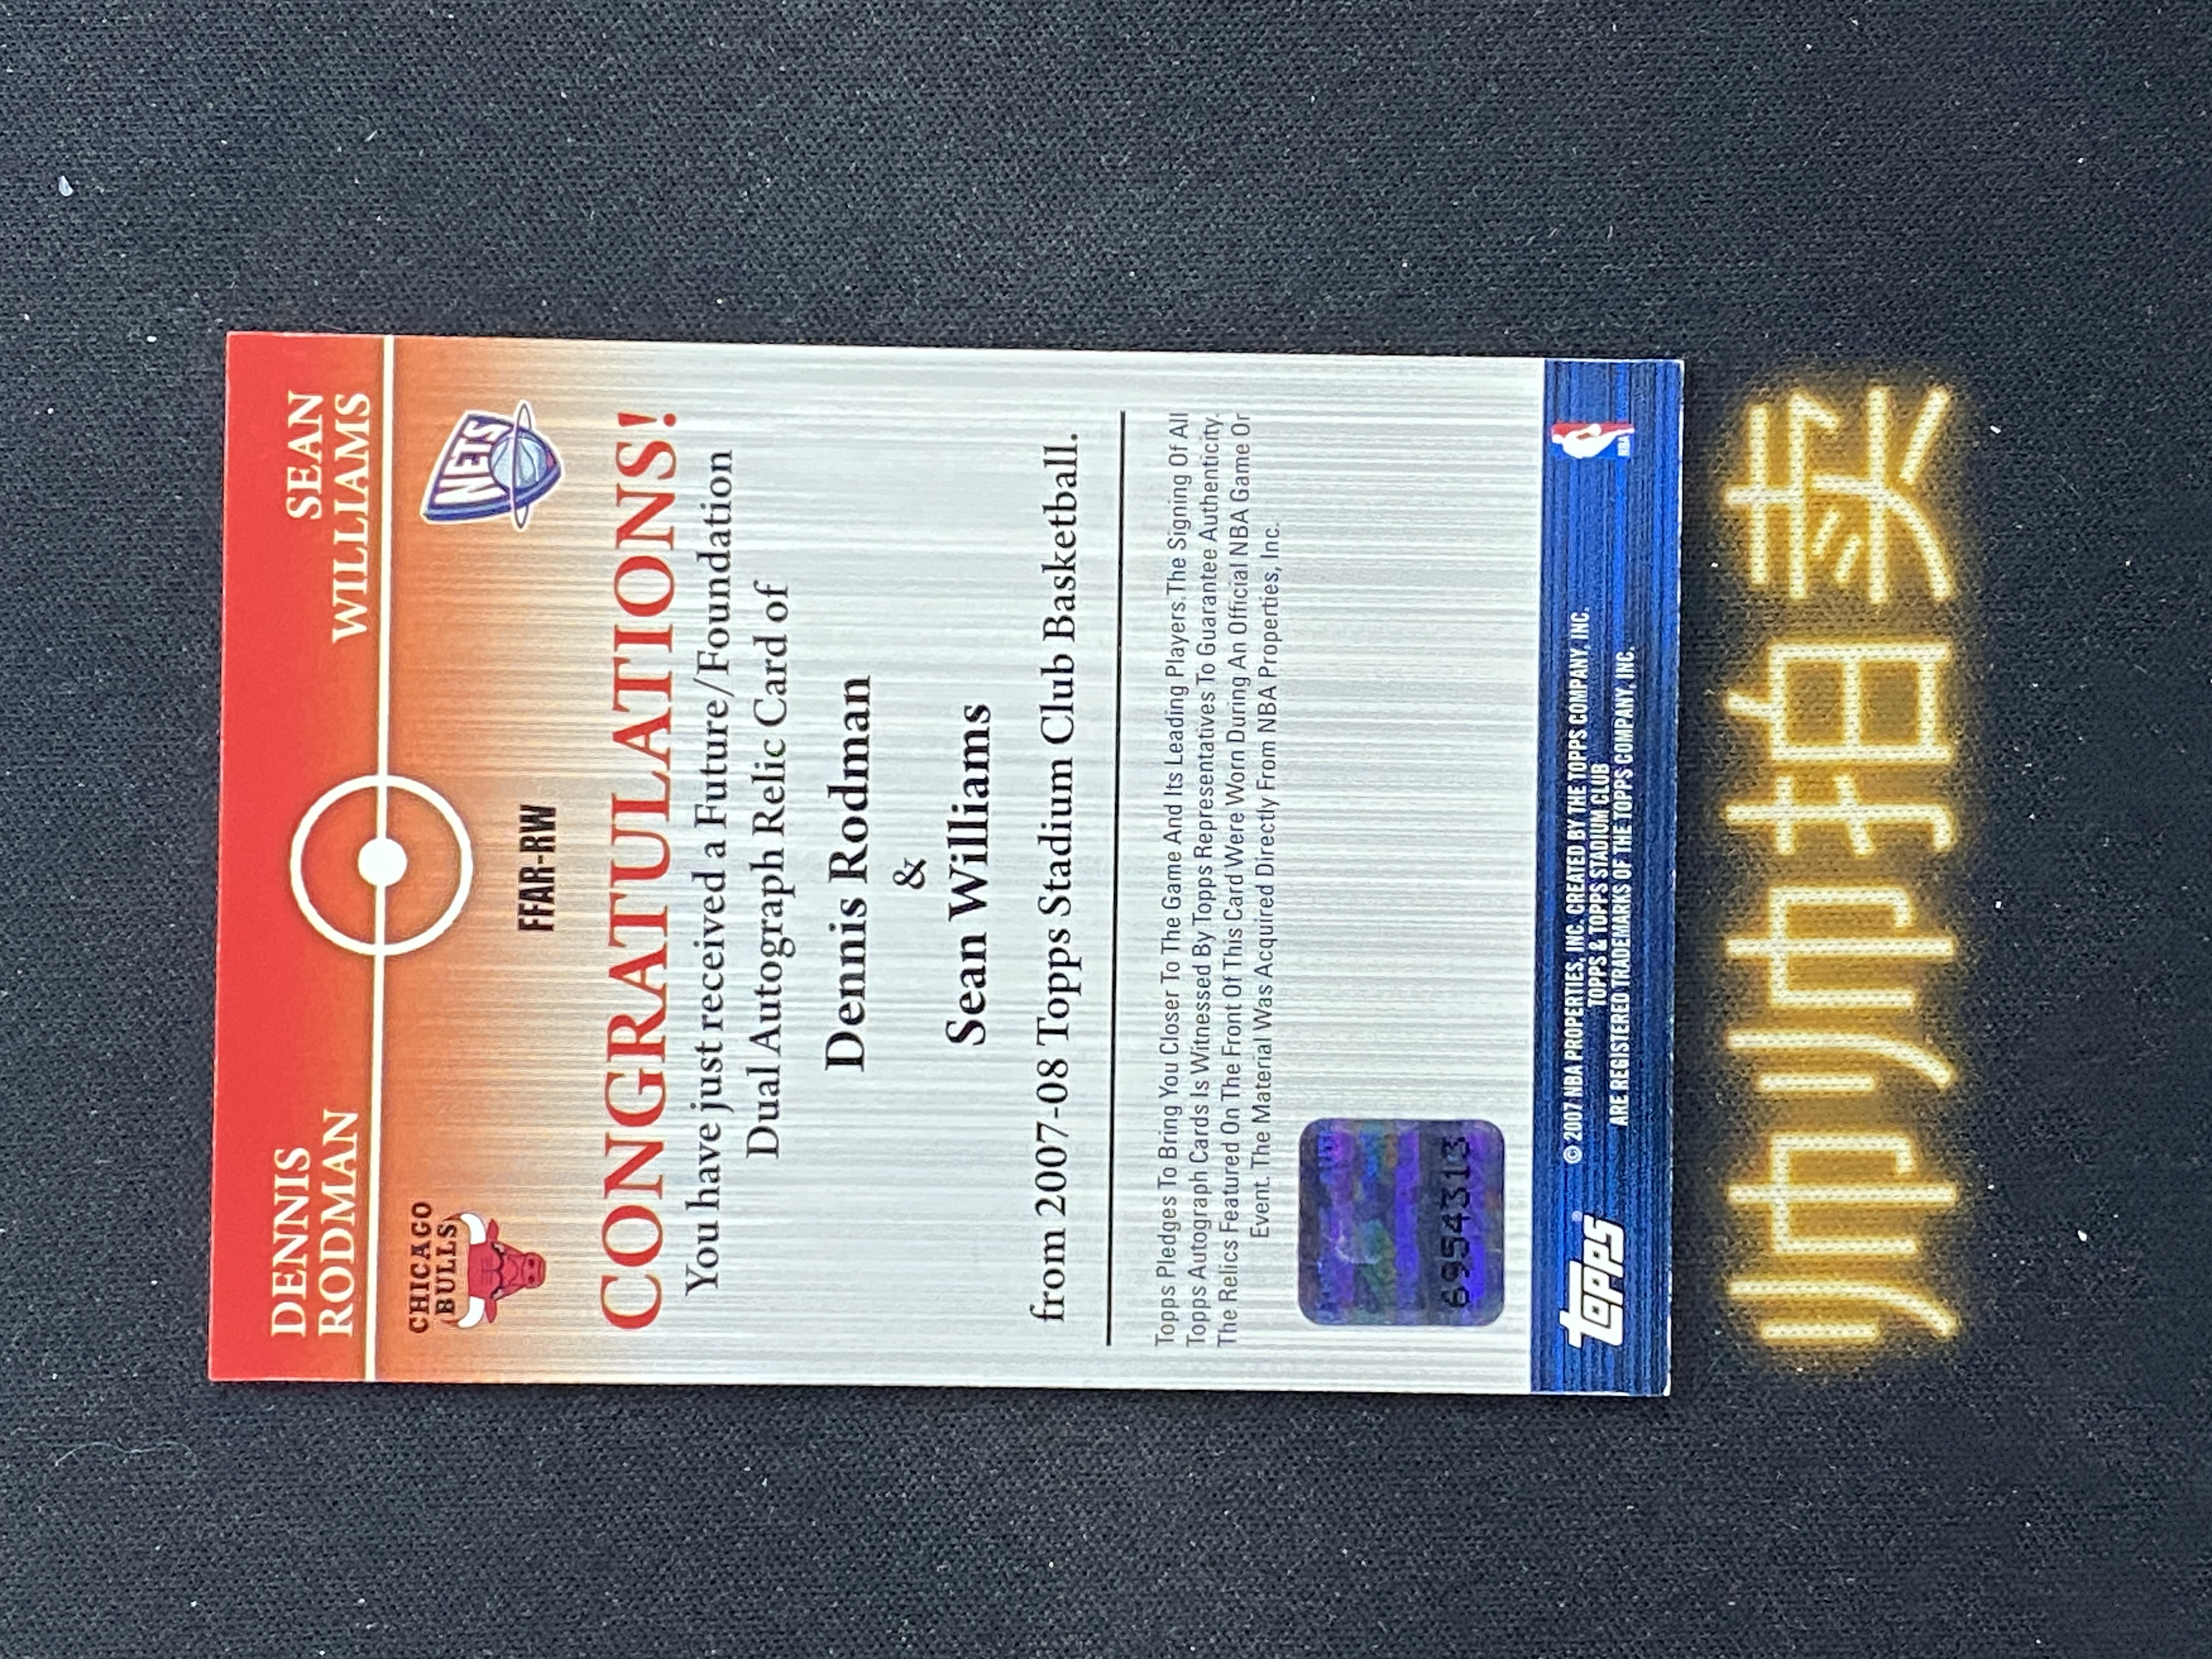 DENNIS
RODMAN
SEAN
WILLIAMS
CHICAGO
BULLS
FFAR-RW
NETS
CONGRATULATIONS!
You have just received a Future/Foundation
Dual Autograph Relic Card of
Dennis Rodman
&
Sean Williams
from 2007-08 Topps Stadium Club Basketball.
Topps Pledges To Bring You Closer To The Game And Its Leading Players. The Signing Of All
Topps Autograph Cards Is Witnessed By Topps Representatives To Guarantee Authenticity.
The Relics Featured On The Front Of This Card Were Worn During An Official NBA Game Or
Event. The Material Was Acquired Directly From NBA Properties, Inc.
6954313
topps®
© 2007 NBA PROPERTIES, INC. CREATED BY THE TOPPS COMPANY, INC.
TOPPS & TOPPS STADIUM CLUB
ARE REGISTERED TRADEMARKS OF THE TOPPS COMPANY, INC.
NBA
帅帅拍卖